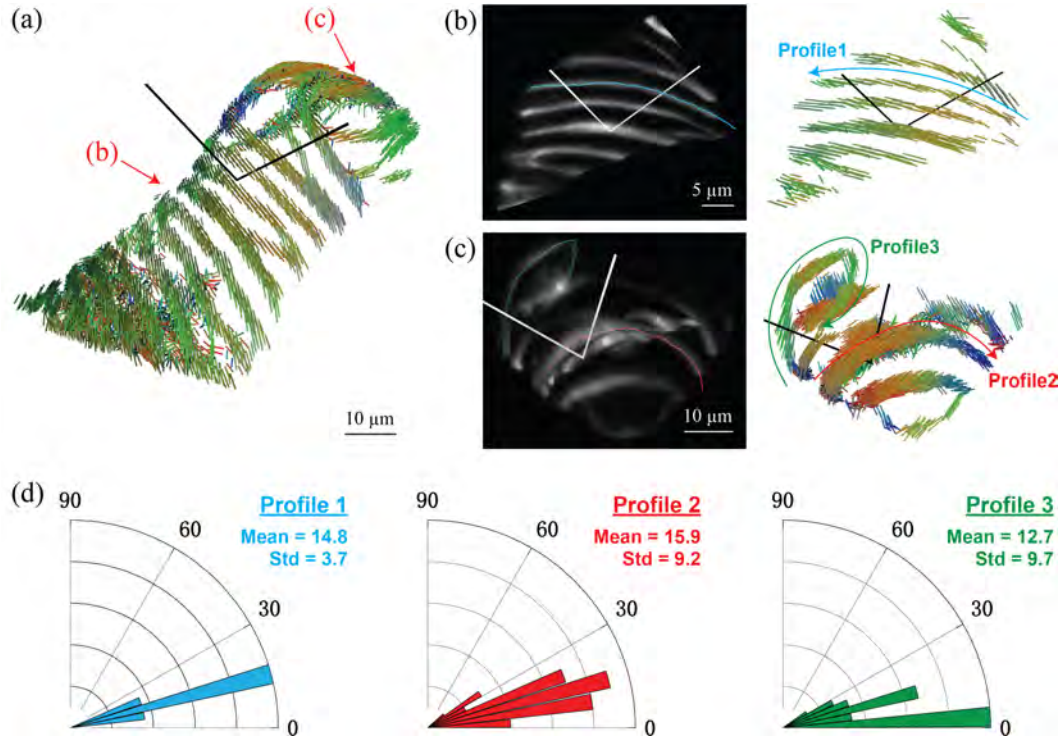 (a)
(c)
(b)
10 µm
(b)
5 µm
Profile1
(c)
10 µm
Profile3
Profile2
(d)
90
60
30
0
Profile 1
Mean = 14.8
Std = 3.7
90
60
30
0
Profile 2
Mean = 15.9
Std = 9.2
90
60
30
0
Profile 3
Mean = 12.7
Std = 9.7